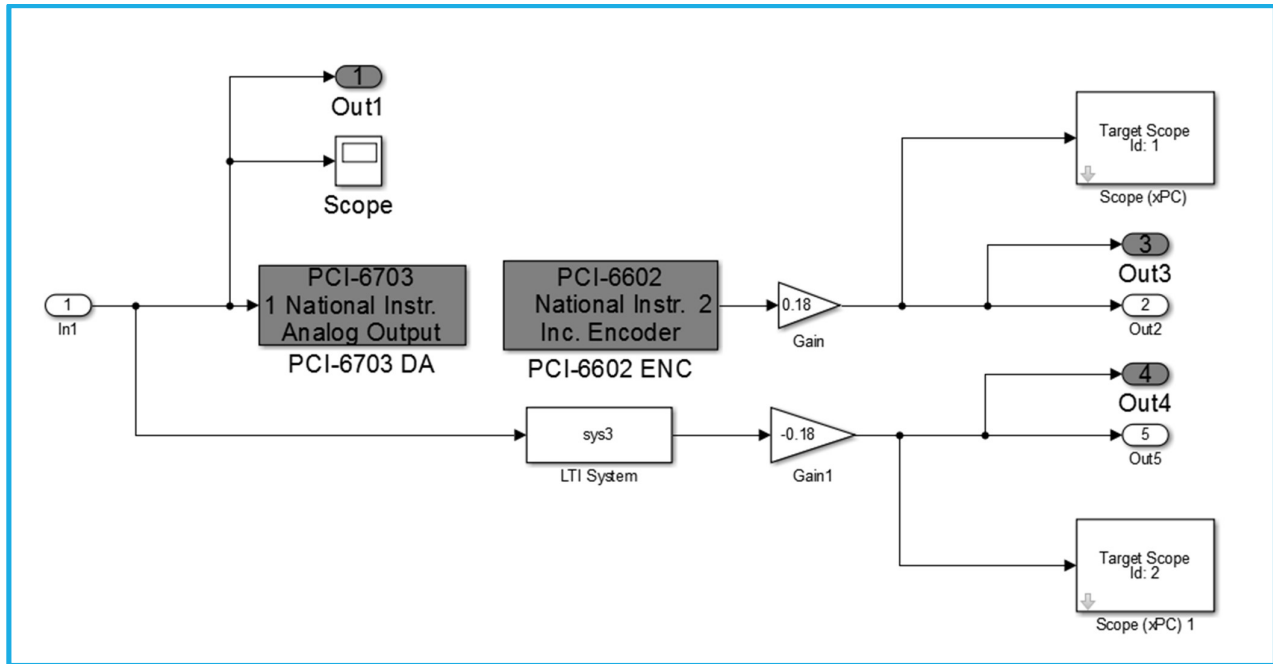 1
Out1
Scope
1
In1
PCI-6703
1 National Instr.
Analog Output
PCI-6703 DA
PCI-6602
National Instr. 2
Inc. Encoder
PCI-6602 ENC
0.18
Gain
Target Scope
Id: 1
Scope (xPC)
3
Out3
2
Out2
sys3
LTI System
-0.18
Gain1
4
Out4
5
Out5
Target Scope
Id: 2
Scope (xPC) 1